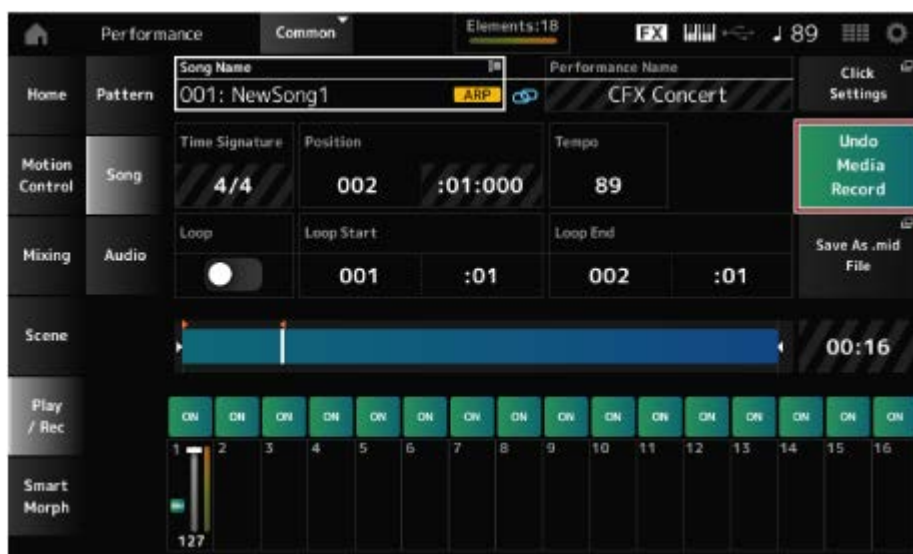 Performance Common Elements:18 FX 89
Home Pattern Song Name Performance Name Click Settings
001: NewSong1 ARP CFX Concert
Motion Control Song Time Signature Position Tempo Undo Media Record
4/4 002 :01:000 89
Mixing Audio Loop Loop Start Loop End Save As .mid File
001 :01 002 :01
Scene 00:16
Play / Rec ON ON ON ON ON ON ON ON ON ON ON ON ON ON ON ON
1 2 3 4 5 6 7 8 9 10 11 12 13 14 15 16
Smart Morph
127